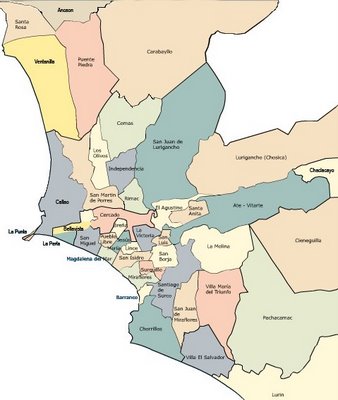 Ancoon
Santa
Rosa
Carabayllo
Ventanilla
Puente
Piedra
Comas
San Juan de
Lurigancho
Los
Olivos
Independencia
Lurigancho (Chosica)
Chaclacayo
Callao
San Martin
de Porres
Rimac
El Agustino
Santa
Anita
Ate - Vitarte
Cercado
La Punta
Bellavista
Breña
La Perla
San
Miguel
Pueblo
Libre
Jesus
Maria
La
Victoria
San
Luis
Lince
La Molina
Cieneguilla
Magdalena del Mar
San Isidro
San
Borja
Surquillo
Miraflores
Santiago
de
Surco
Villa María
del Triunfo
Barranco
San
Juan de
Miraflores
Pachacamac
Chorrillos
Villa El Salvador
Lurin